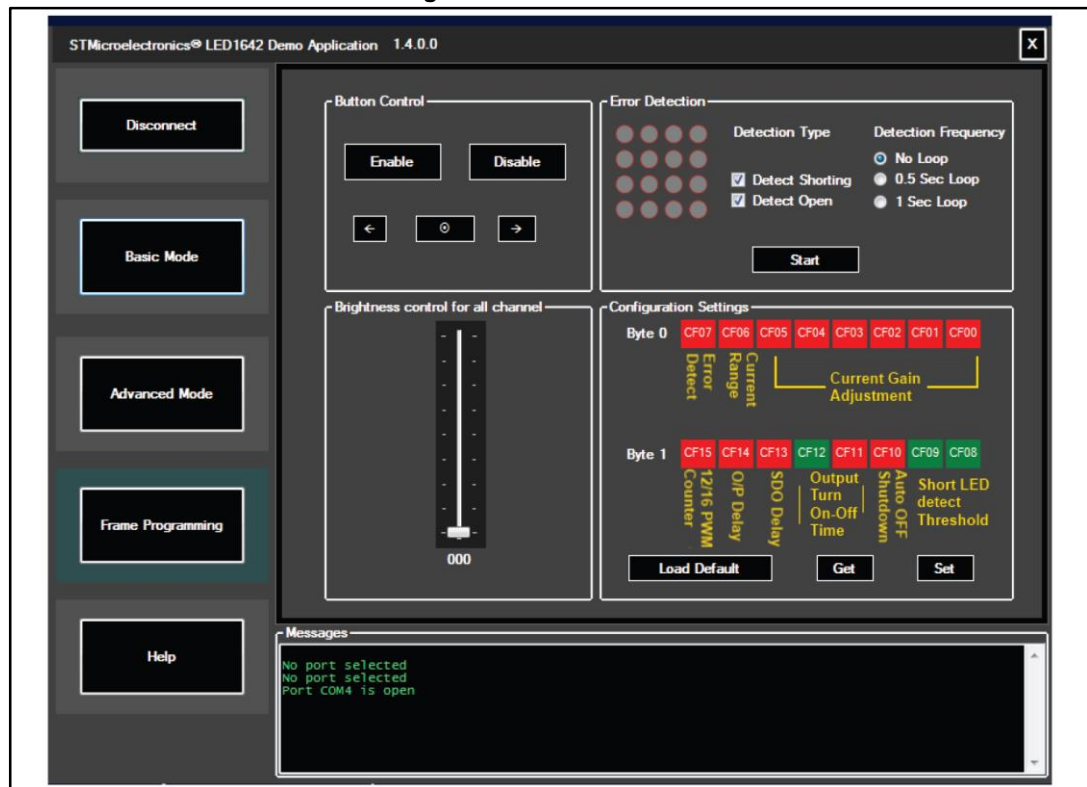 STMicroelectronics® LED1642 Demo Application 1.4.0.0
X
Disconnect
Basic Mode
Advanced Mode
Frame Programming
Help
Button Control
Enable
Disable
←
→
Brightness control for all channel
000
Error Detection
Detection Type
Detect Shorting
Detect Open
Detection Frequency
No Loop
0.5 Sec Loop
1 Sec Loop
Start
Configuration Settings
Byte 0 CF07 CF06 CF05 CF04 CF03 CF02 CF01 CF00
Error
Detect
Current
Range
Current Gain
Adjustment
Byte 1 CF15 CF14 CF13 CF12 CF11 CF10 CF09 CF08
12/16 PWM
Counter
O/P Delay
SDO Delay
Output
Turn
On-Off
Time
Auto OFF
Shutdown
Short LED
detect
Threshold
Load Default
Get
Set
Messages
No port selected
No port selected
Port COM4 is open